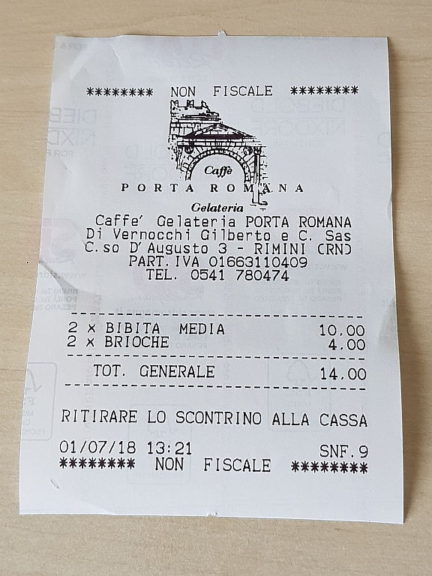 ******** NON FISCALE ********
Caffè
PORTA ROMANA
Gelateria
Caffe' Gelateria PORTA ROMANA
Di Vernocchi Gilberto e C. Sas
C.so D'Augusto 3 - RIMINI (RN)
PART.IVA 01663110409
TEL. 0541 780474
2 x BIBITA MEDIA 10.00
2 x BRIOCHE 4.00
TOT. GENERALE 14.00
RITIRARE LO SCONTRINO ALLA CASSA
01/07/18 13:21 SNF.9
******** NON FISCALE ********